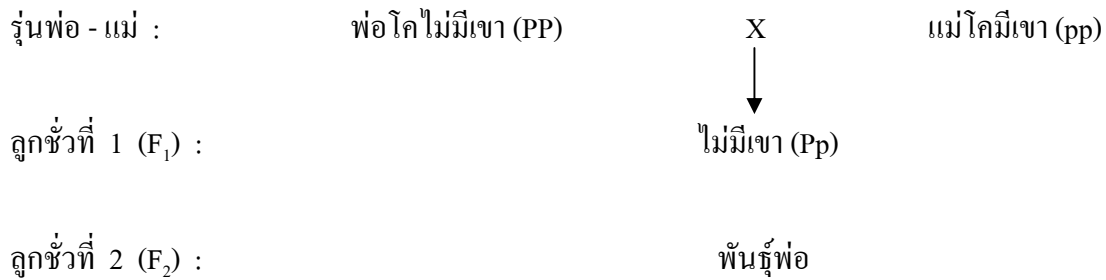 รุ่นพ่อ - แม่ : พ่อโคไม่มีเขา (PP) X แม่โคมีเขา (pp)
ลูกชั่วที่ 1 (F₁) : ไม่มีเขา (Pp)
ลูกชั่วที่ 2 (F₂) : พันธุ์พ่อ